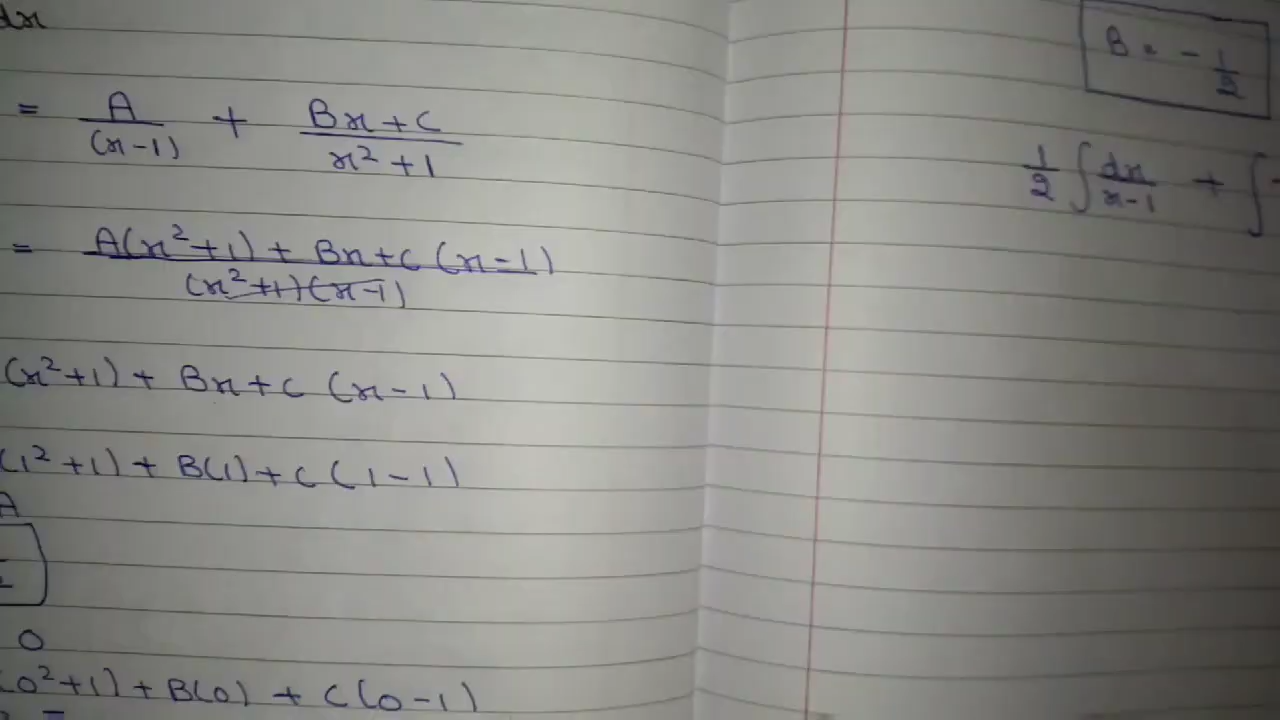 dx
= A/(x-1) + Bx+C/x²+1
= A(x²+1) + Bx+C (x-1)/(x²+1)(x-1)
(x²+1) + Bx+C (x-1)
(1²+1) + B(1)+C (1-1)
A
0
(0²+1) + B(0) + C(0-1)
B = -1/2
1/2 ∫dx/x-1 + ∫